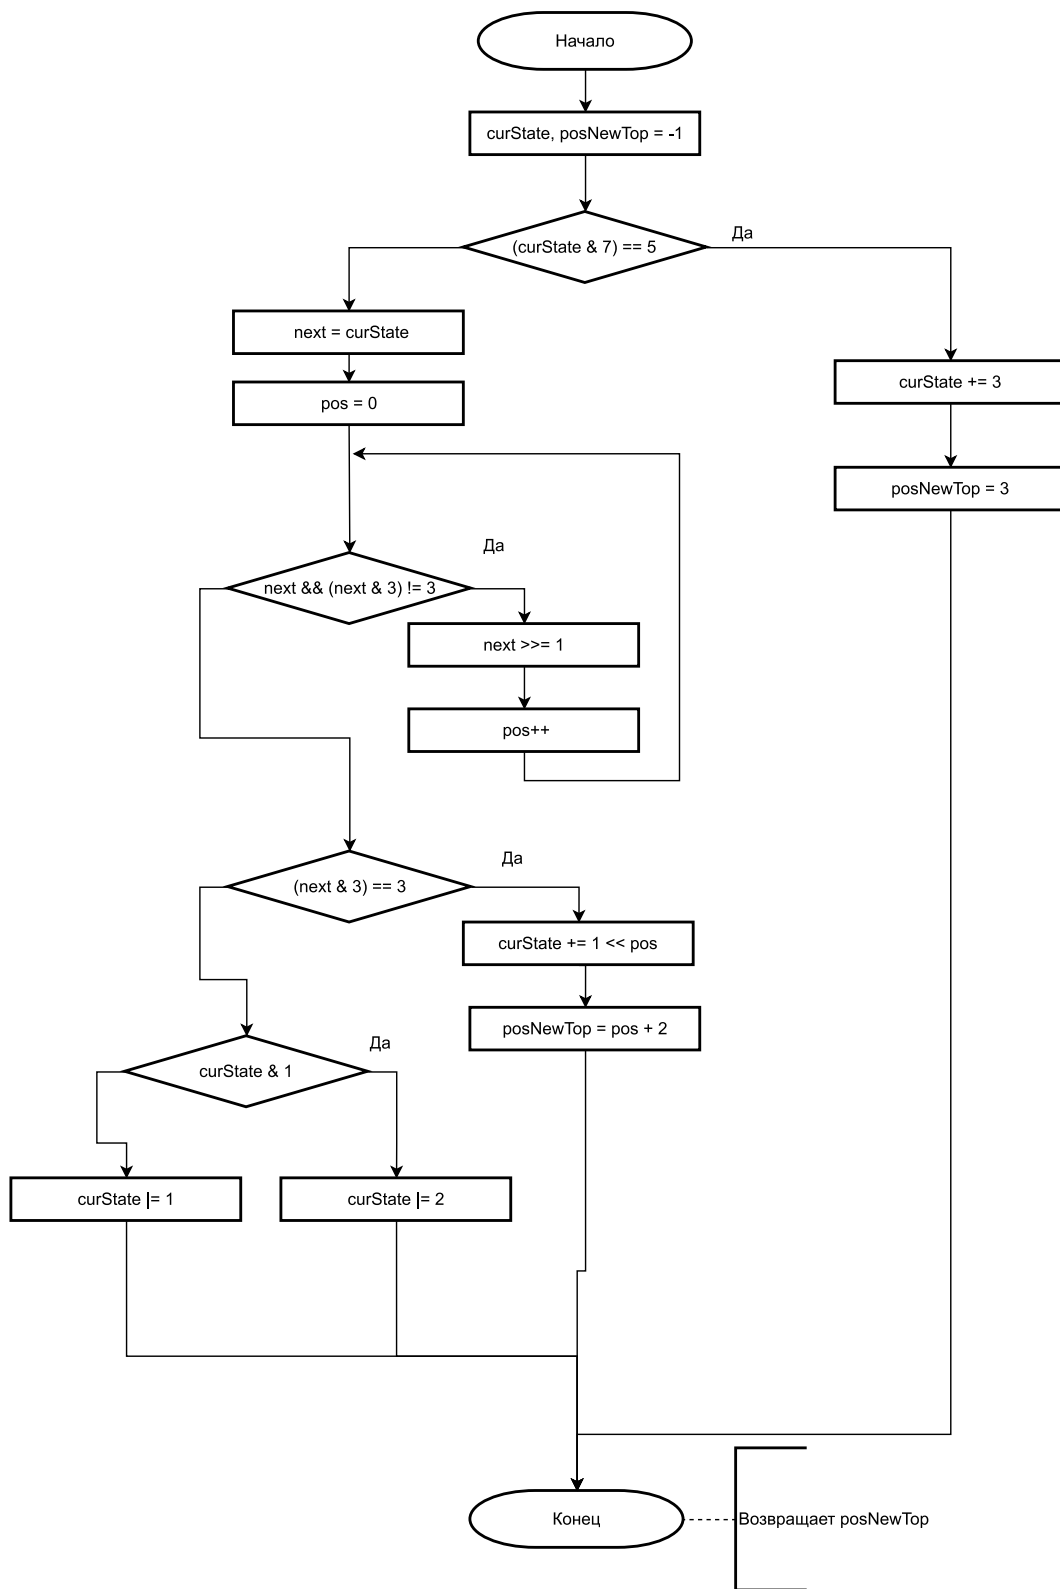 Начало
curState, posNewTop = -1
(curState & 7) == 5
Да
next = curState
pos = 0
curState += 3
posNewTop = 3
next && (next & 3) != 3
Да
next >>= 1
pos++
(next & 3) == 3
Да
curState += 1 << pos
posNewTop = pos + 2
curState & 1
Да
curState |= 1
curState |= 2
Конец
Возвращает posNewTop